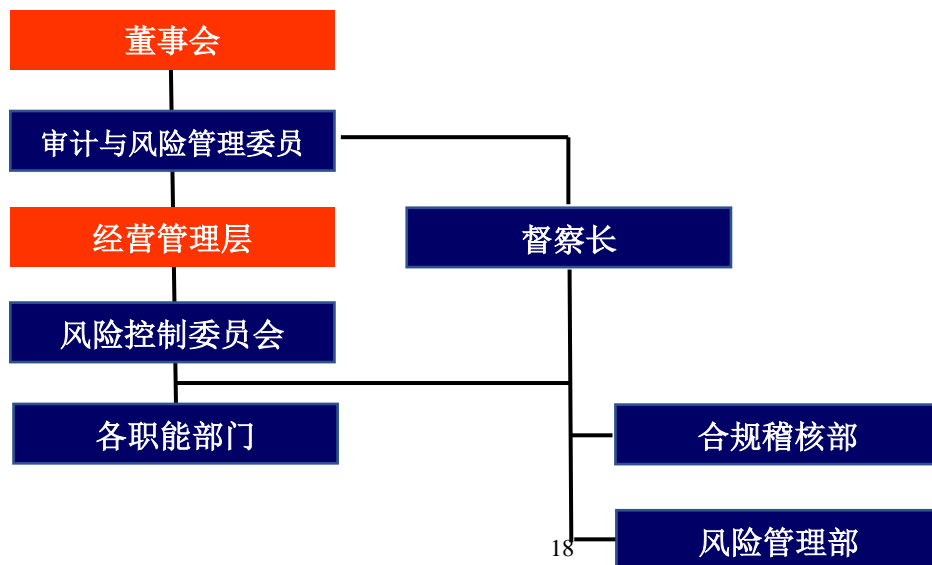 董事会
审计与风险管理委员
经营管理层
督察长
风险控制委员会
各职能部门
合规稽核部
风险管理部
18